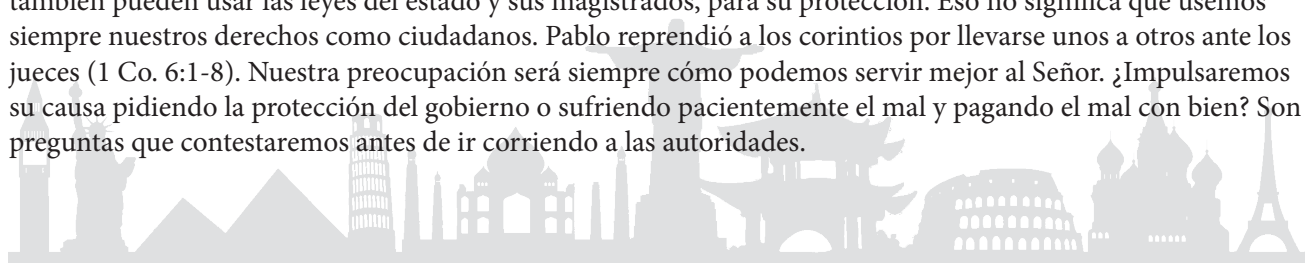 también pueden usar las leyes del estado y sus magistrados, para su protección. Eso no significa que usemos
siempre nuestros derechos como ciudadanos. Pablo reprendió a los corintios por llevarse unos a otros ante los
jueces (1 Co. 6:1-8). Nuestra preocupación será siempre cómo podemos servir mejor al Señor. ¿Impulsaremos
su causa pidiendo la protección del gobierno o sufriendo pacientemente el mal y pagando el mal con bien? Son
preguntas que contestaremos antes de ir corriendo a las autoridades.